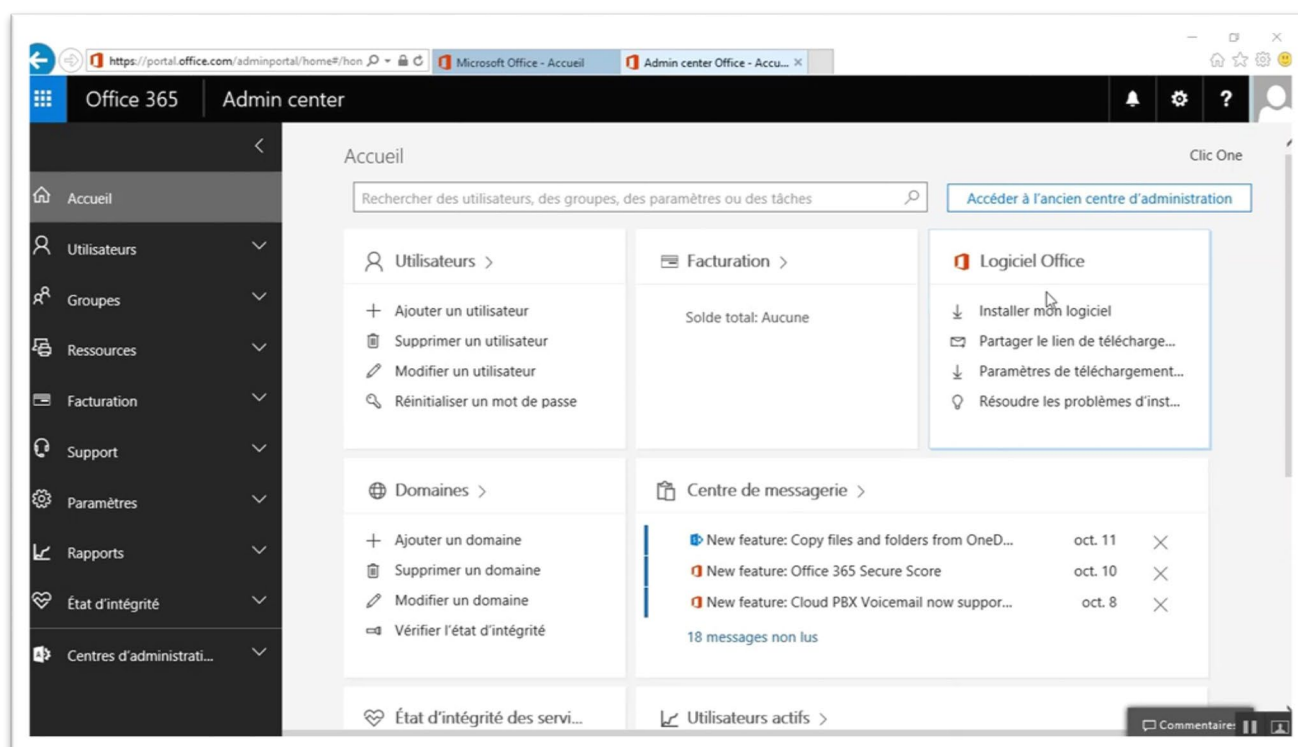 https://portal.office.com/adminportal/home#/hon
Microsoft Office - Accueil
Admin center Office - Accu...
Office 365
Admin center
?
Accueil
Clic One
Rechercher des utilisateurs, des groupes, des paramètres ou des tâches
Accéder à l'ancien centre d'administration
Accueil
Utilisateurs
Groupes
Ressources
Facturation
Support
Paramètres
Rapports
État d'intégrité
Centres d'administrati...
Utilisateurs >
Ajouter un utilisateur
Supprimer un utilisateur
Modifier un utilisateur
Réinitialiser un mot de passe
Facturation >
Solde total: Aucune
Logiciel Office
Installer mon logiciel
Partager le lien de télécharge...
Paramètres de téléchargement...
Résoudre les problèmes d'inst...
Domaines >
Ajouter un domaine
Supprimer un domaine
Modifier un domaine
Vérifier l'état d'intégrité
Centre de messagerie >
New feature: Copy files and folders from OneD... oct. 11
New feature: Office 365 Secure Score oct. 10
New feature: Cloud PBX Voicemail now suppor... oct. 8
18 messages non lus
État d'intégrité des servi...
Utilisateurs actifs >
Commentaires